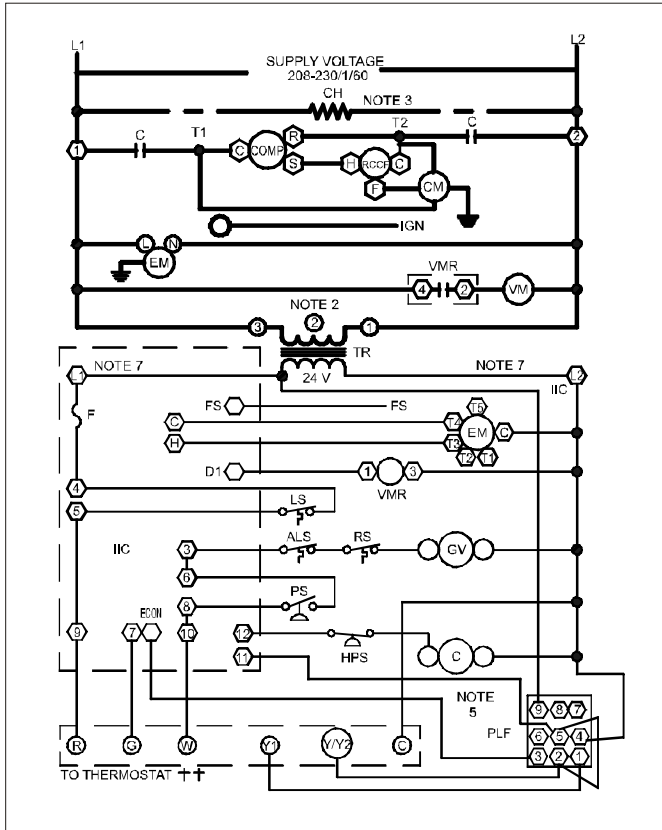 L1 L2
SUPPLY VOLTAGE
208-230/1/60
CH NOTE 3
C T1 T2 C
1 C COMP R S H RCCF C 2
F CM
IGN
L N
EM
VMR
4 2 VM
NOTE 2
3 2 1
TR
L1 NOTE 7 24 V NOTE 7 L2
IIC
F FS FS
C T5 T4 EM C
H T3 T2 T1
D1 1 3
VMR
4 LS
5
IIC 3 ALS RS GV
6
8 PS
ECON
9 7 10 12 HPS C
11
NOTE
5
9 8 7
PLF 6 5 4
3 2 1
R G W Y1 Y/Y2 C
TO THERMOSTAT ‡‡